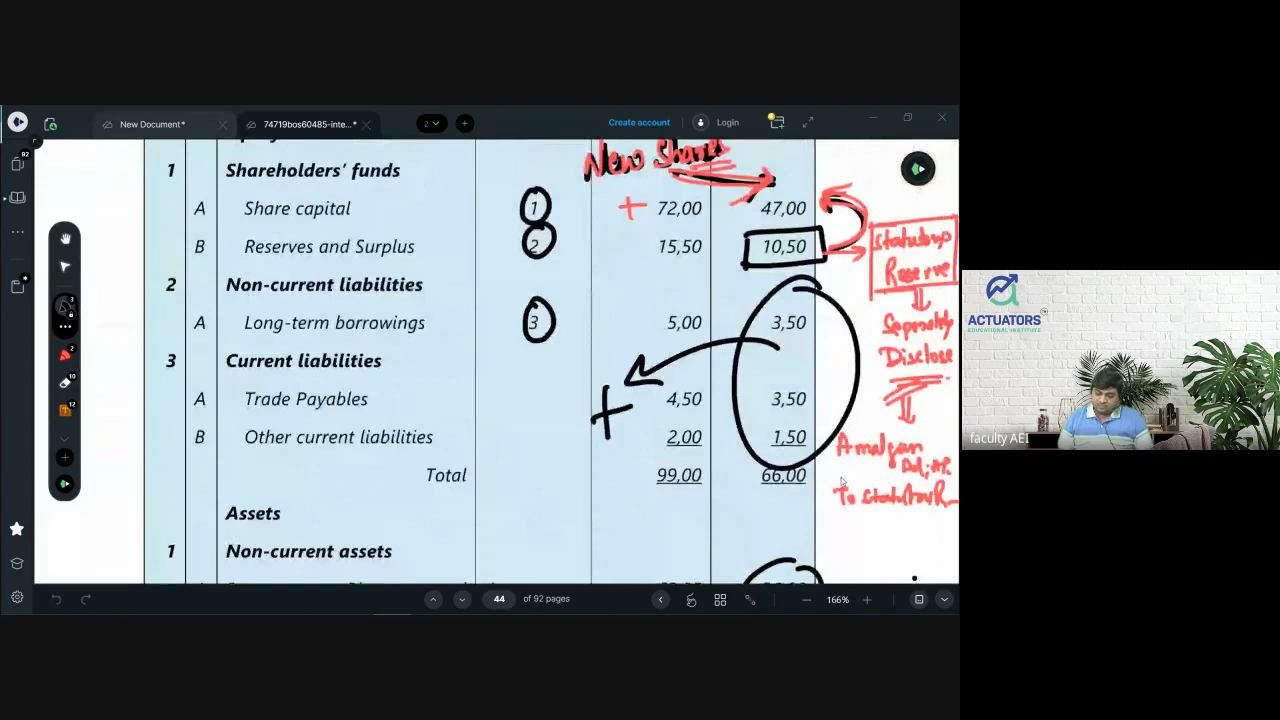 New Document*
74719bos60485-inte...*
2
Create account
Login
92
New Shares
1 Shareholders' funds
A Share capital 1 + 72,00 47,00
B Reserves and Surplus 2 15,50 10,50
Statutory
Reserve
2 Non-current liabilities
A Long-term borrowings 3 5,00 3,50
Separately
Disclose
3 Current liabilities
A Trade Payables 4,50 3,50
+
B Other current liabilities 2,00 1,50
Amalgam
Adj. A/c
Total 99,00 66,00
To Statutory R
Assets
1 Non-current assets
44 of 92 pages
166%
ACTUATORS
EDUCATIONAL INSTITUTE
faculty AEI